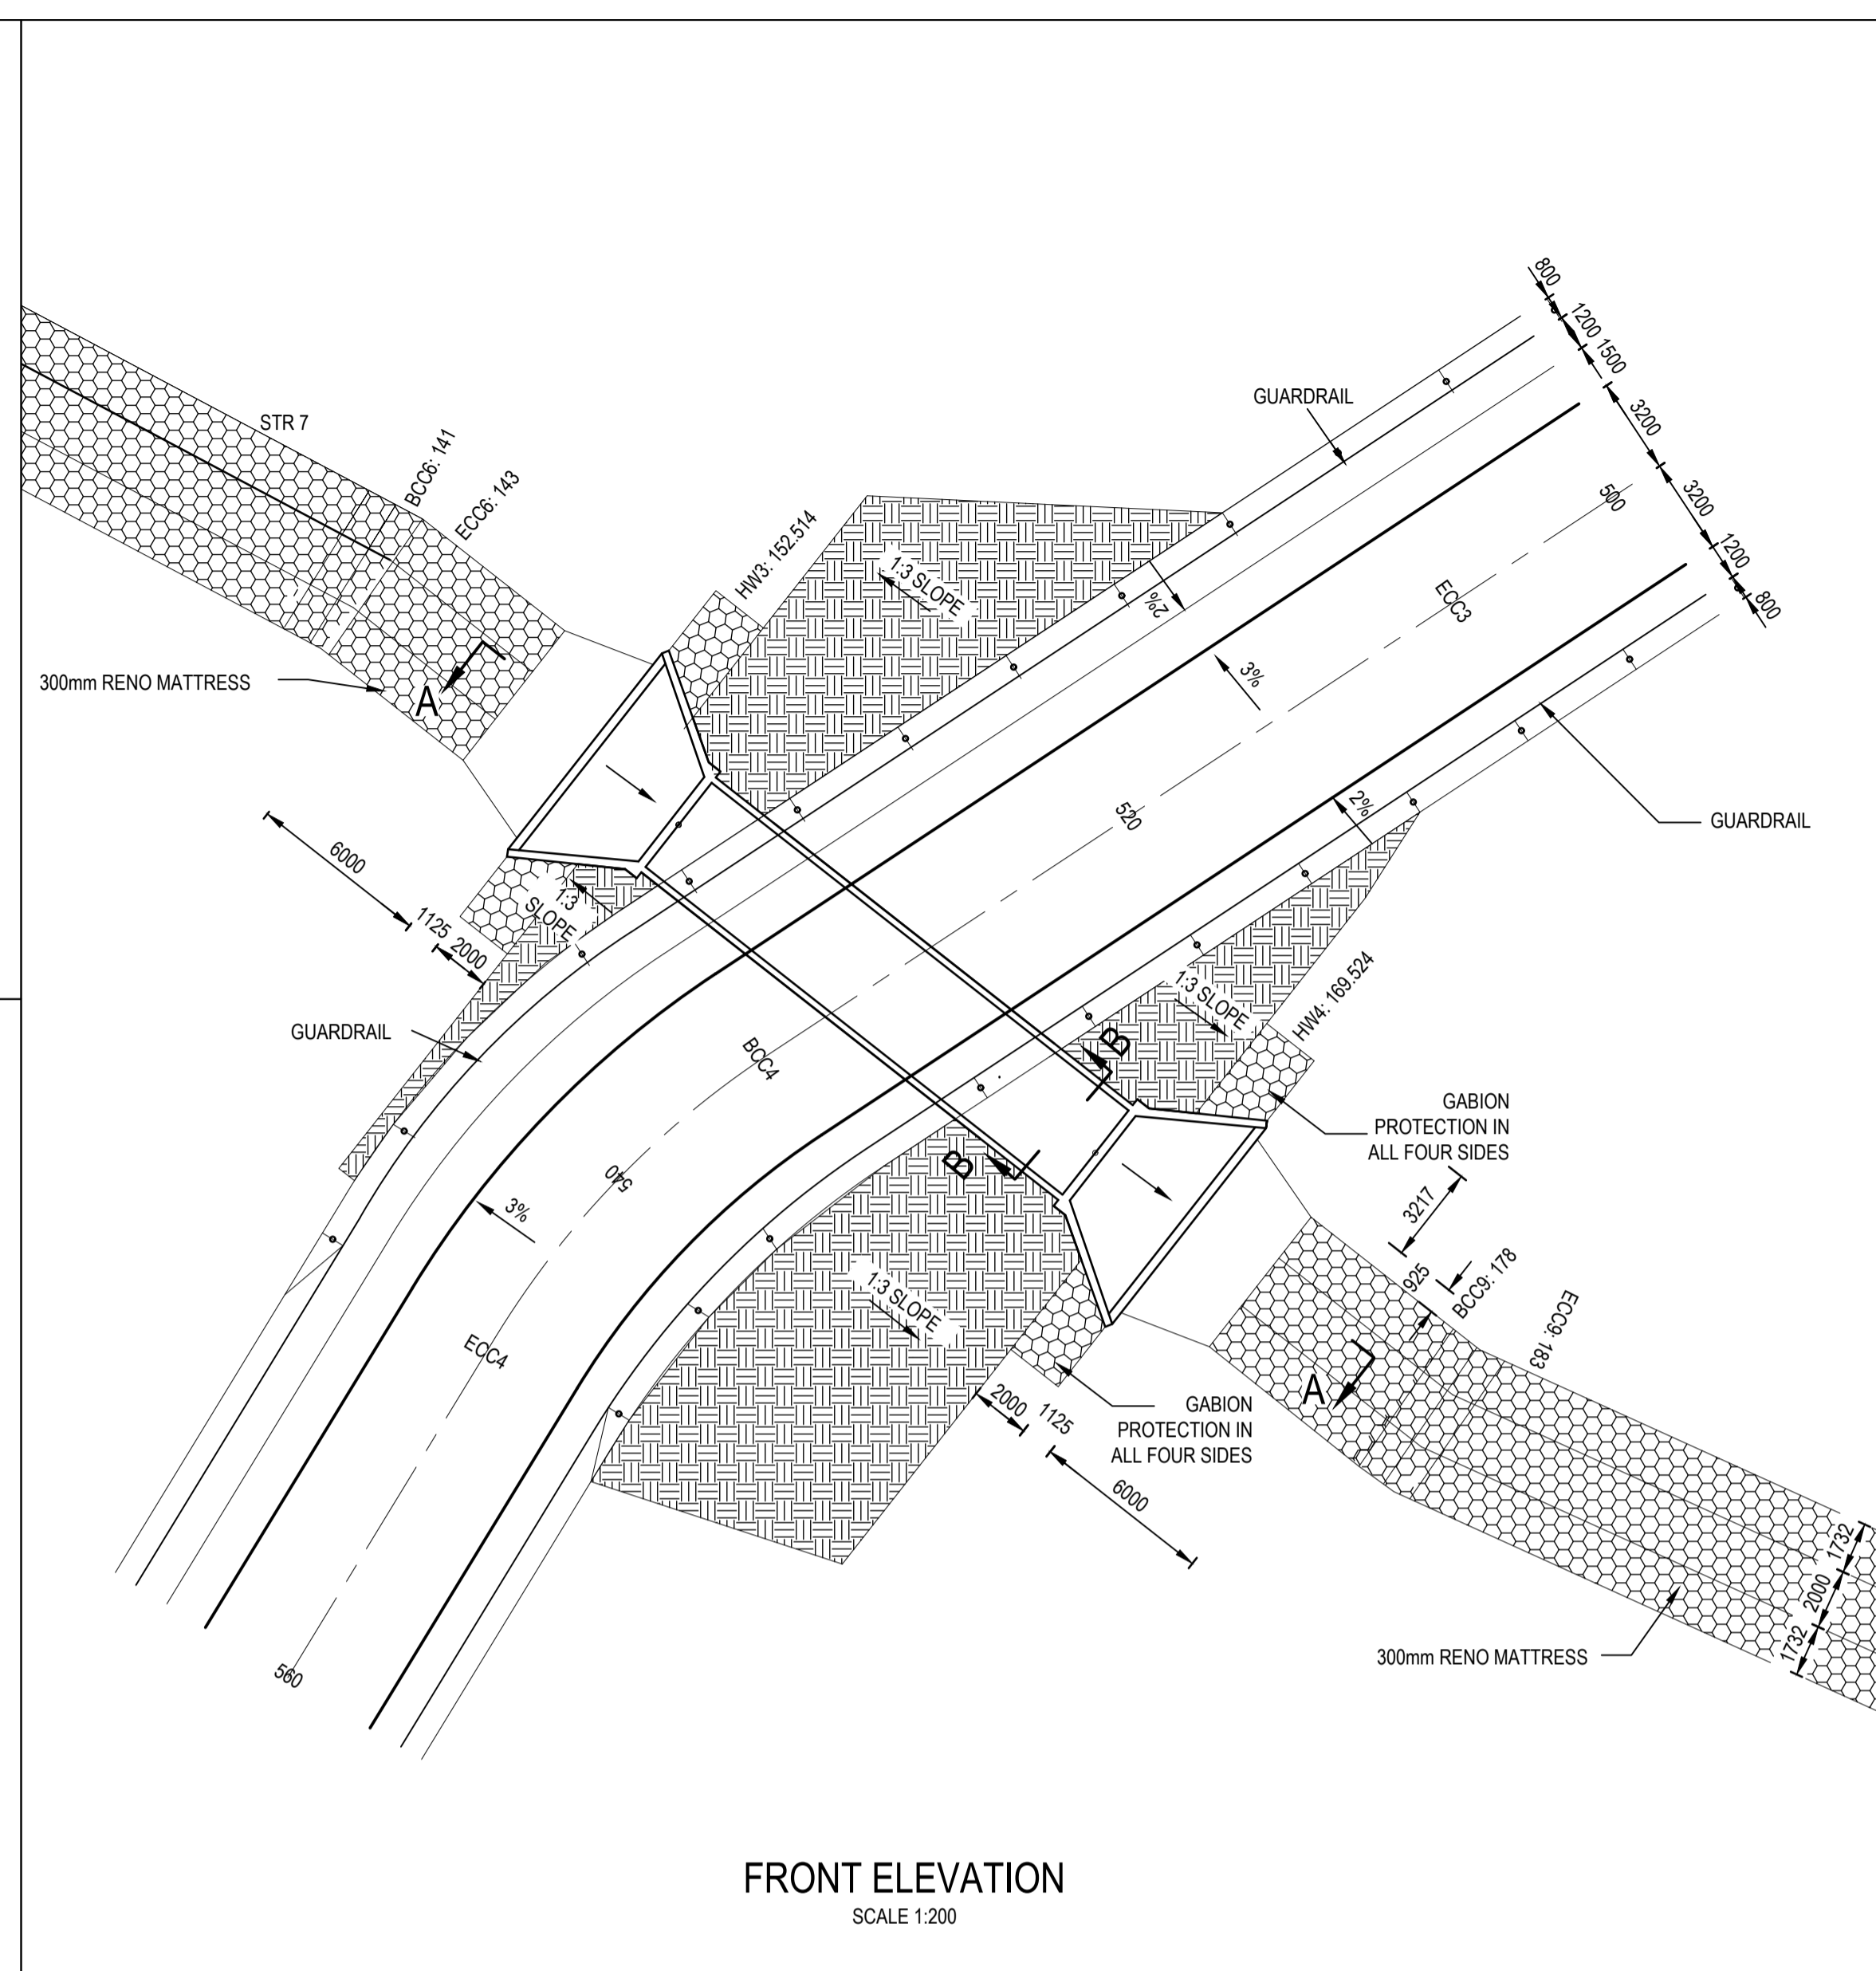 800
1200
1500
3200
3200
1200
800
GUARDRAIL
500
ECC3
STR 7
BCC6: 141
ECC6: 143
HW3: 152.514
1:3 SLOPE
2%
3%
300mm RENO MATTRESS
A
520
2%
GUARDRAIL
6000
1125
2000
1:3
SLOPE
GUARDRAIL
BCC4
1:3 SLOPE
HW4: 169.524
B
B
GABION
PROTECTION IN
ALL FOUR SIDES
540
3%
3217
925
BCC9: 178
ECC9: 183
1:3 SLOPE
ECC4
A
2000
1125
6000
GABION
PROTECTION IN
ALL FOUR SIDES
1732
2000
1732
300mm RENO MATTRESS
560
FRONT ELEVATION
SCALE 1:200